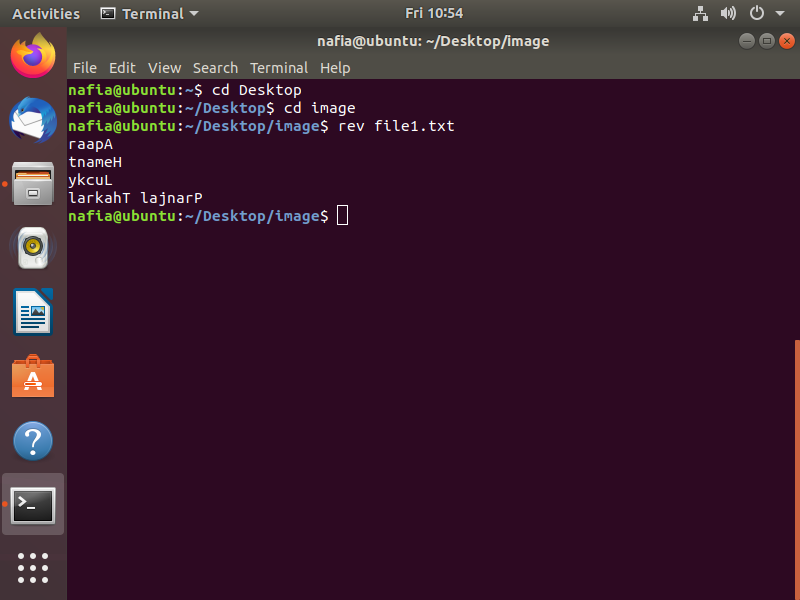 Activities Terminal Fri 10:54
nafia@ubuntu: ~/Desktop/image
File Edit View Search Terminal Help
nafia@ubuntu:~$ cd Desktop
nafia@ubuntu:~/Desktop$ cd image
nafia@ubuntu:~/Desktop/image$ rev file1.txt
raapA
tnameH
ykcuL
larkahT lajnarP
nafia@ubuntu:~/Desktop/image$